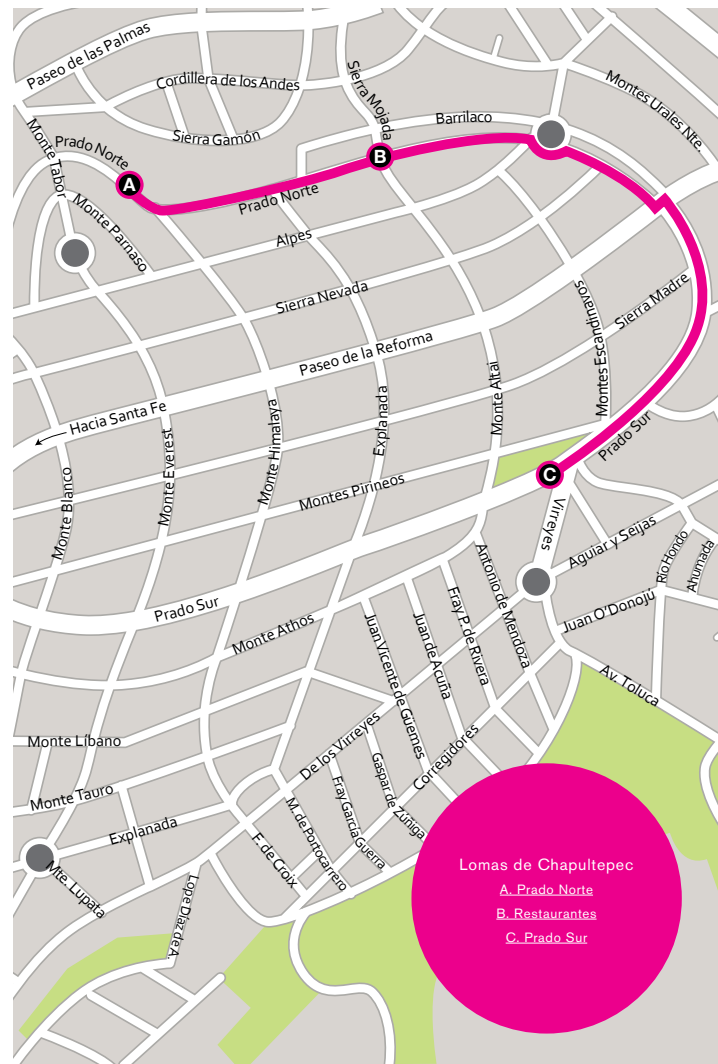 Paseo de las Palmas
Cordillera de los Andes
Sierra Mojada
Montes Urales Nte.
Barrilaco
Sierra Gamón
Monte Tabor
Prado Norte
A
B
Prado Norte
Monte Parnaso
Alpes
Sierra Nevada
Montes Escandinavos
Sierra Madre
Paseo de la Reforma
Monte Altai
Hacia Santa Fe
Explanada
Monte Himalaya
Monte Everest
Monte Blanco
Prado Sur
C
Montes Pirineos
Virreyes
Aguiar y Seijas
Río Hondo
Ahumada
Prado Sur
Antonio de Mendoza
Juan O'Donojú
Monte Athos
Fray P. de Rivera
Juan de Acuña
Juan Vicente de Güemes
Av. Toluca
Monte Líbano
De los Virreyes
Corregidores
Monte Tauro
Gaspar de Zúñiga
Fray García Guerra
M. de Portocarrero
Explanada
F. de Croix
Mte. Lupata
Lope Díaz de A.
Lomas de Chapultepec
A. Prado Norte
B. Restaurantes
C. Prado Sur